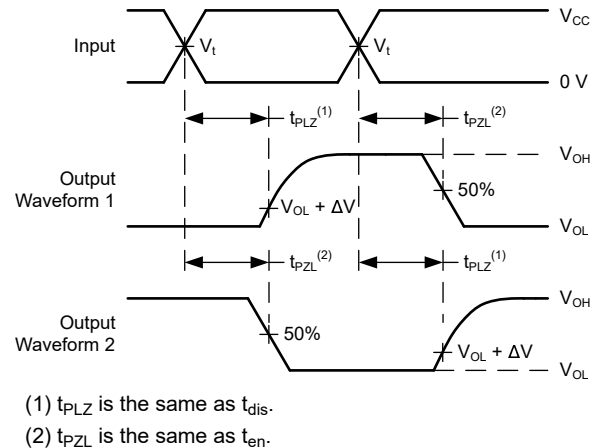 V_CC
Input
V_t
V_t
0 V
t_PLZ^(1)
t_PZL^(2)
V_OH
Output
Waveform 1
V_OL + ΔV
50%
V_OL
t_PZL^(2)
t_PLZ^(1)
V_OH
Output
Waveform 2
50%
V_OL + ΔV
V_OL
(1) t_PLZ is the same as t_dis.
(2) t_PZL is the same as t_en.